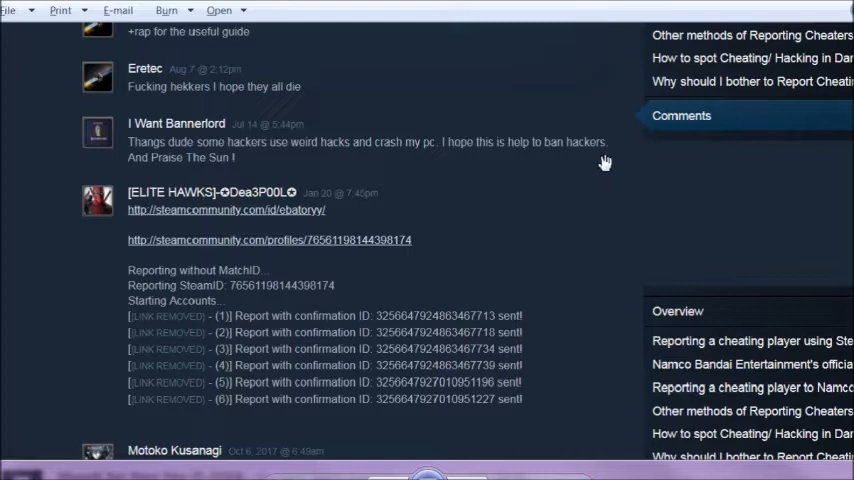 File Print E-mail Burn Open
+rap for the useful guide
Other methods of Reporting Cheaters
How to spot Cheating/ Hacking in Dar
Why should I bother to Report Cheati
Eretec Aug 7 @ 2:12pm
Fucking hekkers I hope they all die
Comments
I Want Bannerlord Jul 14 @ 5:44pm
Thangs dude some hackers use weird hacks and crash my pc. I hope this is help to ban hackers.
And Praise The Sun !
[ELITE HAWKS]-✪Dea3P00L✪ Jan 20 @ 7:45pm
http://steamcommunity.com/id/ebatoryy/
http://steamcommunity.com/profiles/76561198144398174
Reporting without MatchID...
Reporting SteamID: 76561198144398174
Starting Accounts...
[{LINK REMOVED} - (1)] Report with confirmation ID: 3256647924863467713 sent!
[{LINK REMOVED} - (2)] Report with confirmation ID: 3256647924863467718 sent!
[{LINK REMOVED} - (3)] Report with confirmation ID: 3256647924863467734 sent!
[{LINK REMOVED} - (4)] Report with confirmation ID: 3256647924863467739 sent!
[{LINK REMOVED} - (5)] Report with confirmation ID: 3256647927010951196 sent!
[{LINK REMOVED} - (6)] Report with confirmation ID: 3256647927010951227 sent!
Overview
Reporting a cheating player using Ste
Namco Bandai Entertainment's officia
Reporting a cheating player to Namco
Other methods of Reporting Cheaters
How to spot Cheating/ Hacking in Dar
Why should I bother to Report Cheati
Motoko Kusanagi Oct 6, 2017 @ 6:49am